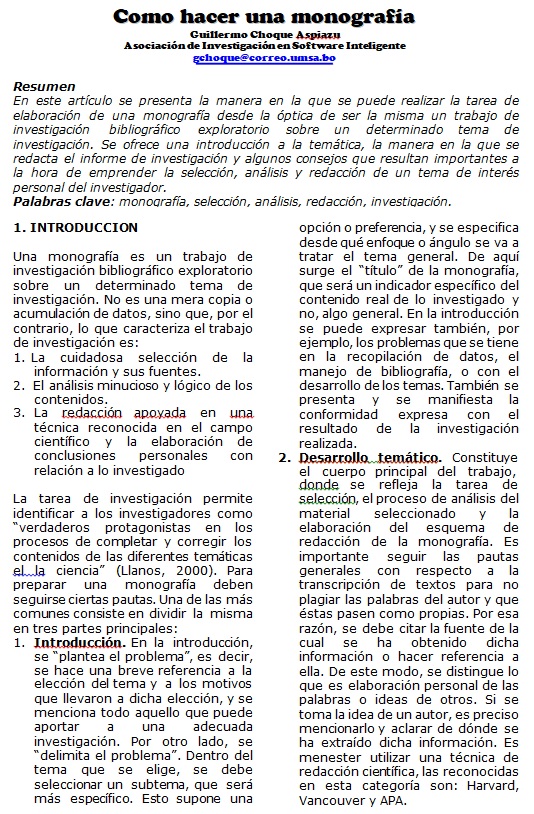 Como hacer una monografía
Guillermo Choque Aspiazu
Asociación de Investigación en Software Inteligente
gchoque@correo.umsa.bo
Resumen
En este artículo se presenta la manera en la que se puede realizar la tarea de
elaboración de una monografía desde la óptica de ser la misma un trabajo de
investigación bibliográfico exploratorio sobre un determinado tema de
investigación. Se ofrece una introducción a la temática, la manera en la que se
redacta el informe de investigación y algunos consejos que resultan importantes a
la hora de emprender la selección, análisis y redacción de un tema de interés
personal del investigador.
Palabras clave: monografía, selección, análisis, redacción, investigación.
1. INTRODUCCION
Una monografía es un trabajo de
investigación bibliográfico exploratorio
sobre un determinado tema de
investigación. No es una mera copia o
acumulación de datos, sino que, por el
contrario, lo que caracteriza el trabajo
de investigación es:
1. La cuidadosa selección de la
información y sus fuentes.
2. El análisis minucioso y lógico de los
contenidos.
3. La redacción apoyada en una
técnica reconocida en el campo
científico y la elaboración de
conclusiones personales con
relación a lo investigado
La tarea de investigación permite
identificar a los investigadores como
“verdaderos protagonistas en los
procesos de completar y corregir los
contenidos de las diferentes temáticas
el la ciencia” (Llanos, 2000). Para
preparar una monografía deben
seguirse ciertas pautas. Una de las más
comunes consiste en dividir la misma
en tres partes principales:
1. Introducción. En la introducción,
se “plantea el problema”, es decir,
se hace una breve referencia a la
elección del tema y a los motivos
que llevaron a dicha elección, y se
menciona todo aquello que puede
aportar a una adecuada
investigación. Por otro lado, se
“delimita el problema”. Dentro del
tema que se elige, se debe
seleccionar un subtema, que será
más específico. Esto supone una
opción o preferencia, y se especifica
desde qué enfoque o ángulo se va a
tratar el tema general. De aquí
surge el “título” de la monografía,
que será un indicador específico del
contenido real de lo investigado y
no, algo general. En la introducción
se puede expresar también, por
ejemplo, los problemas que se tiene
en la recopilación de datos, el
manejo de bibliografía, o con el
desarrollo de los temas. También se
presenta y se manifiesta la
conformidad expresa con el
resultado de la investigación
realizada.
2. Desarrollo temático. Constituye
el cuerpo principal del trabajo,
donde se refleja la tarea de
selección, el proceso de análisis del
material seleccionado y la
elaboración del esquema de
redacción de la monografía. Es
importante seguir las pautas
generales con respecto a la
transcripción de textos para no
plagiar las palabras del autor y que
éstas pasen como propias. Por esa
razón, se debe citar la fuente de la
cual se ha obtenido dicha
información o hacer referencia a
ella. De este modo, se distingue lo
que es elaboración personal de las
palabras o ideas de otros. Si se
toma la idea de un autor, es preciso
mencionarlo y aclarar de dónde se
ha extraído dicha información. Es
menester utilizar una técnica de
redacción científica, las reconocidas
en esta categoría son: Harvard,
Vancouver y APA.